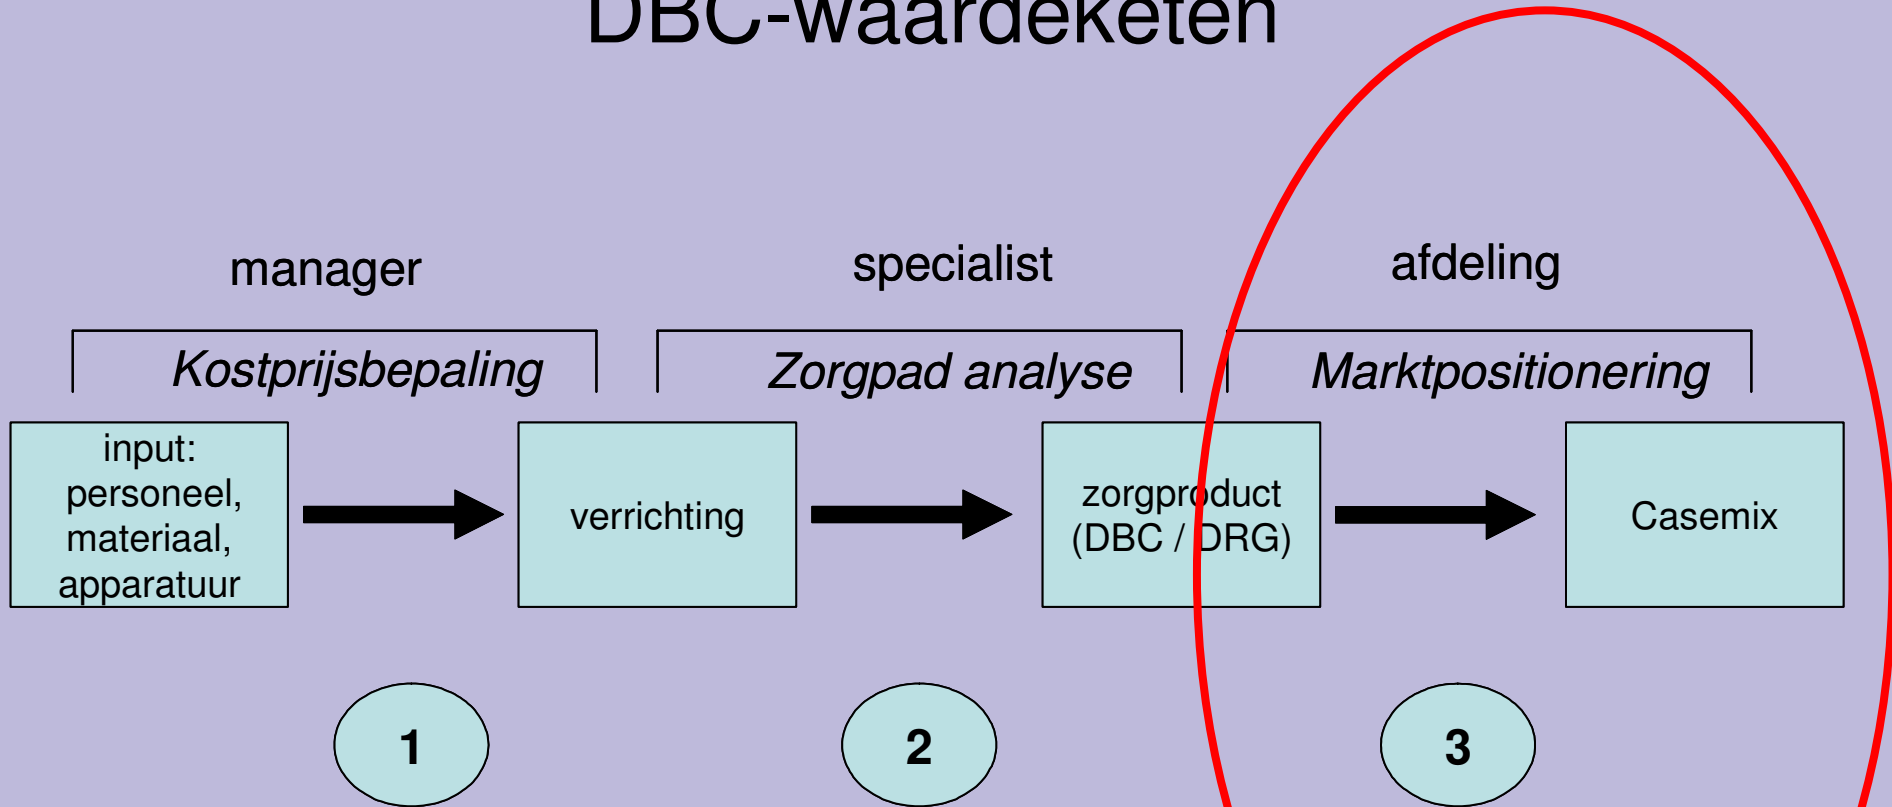 DBC-waardeketen
manager
specialist
afdeling
Kostprijsbepaling
Zorgpad analyse
Marktpositionering
input:
personeel,
materiaal,
apparatuur
verrichting
zorgproduct
(DBC / DRG)
Casemix
1
2
3